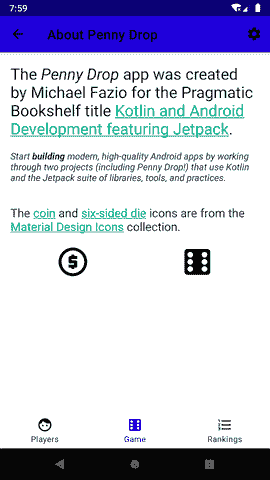 7:59
About Penny Drop
The Penny Drop app was created
by Michael Fazio for the Pragmatic
Bookshelf title Kotlin and Android
Development featuring Jetpack.
Start building modern, high-quality Android apps by working
through two projects (including Penny Drop!) that use Kotlin
and the Jetpack suite of libraries, tools, and practices.
The coin and six-sided die icons are from the
Material Design Icons collection.
Players Game Rankings